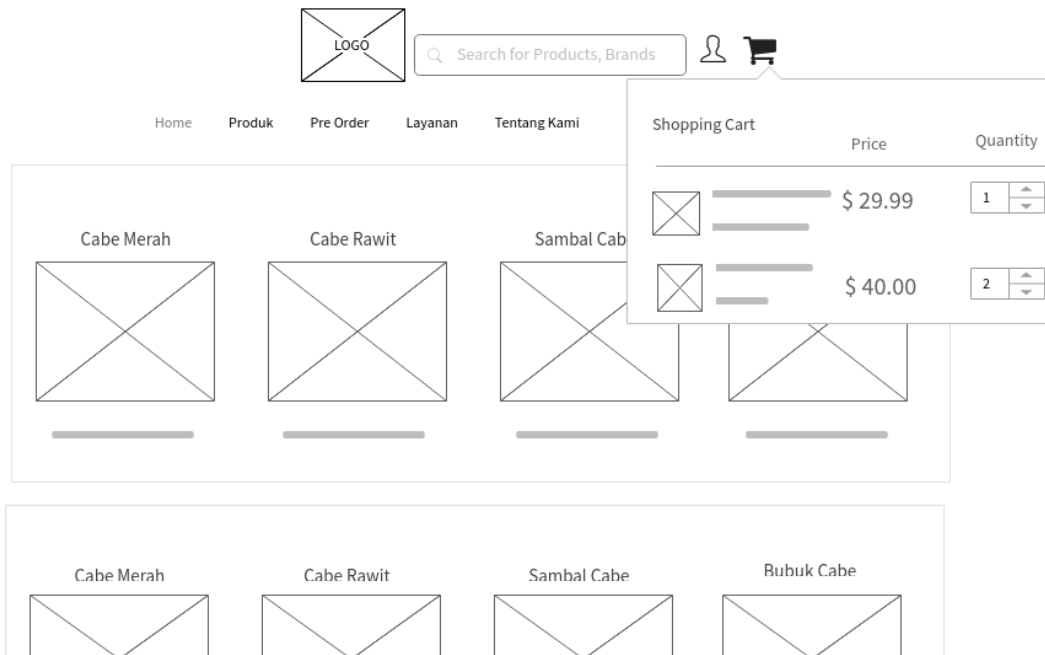 LOGO
Search for Products, Brands
Home Produk Pre Order Layanan Tentang Kami
Shopping Cart
Price Quantity
$ 29.99 1
$ 40.00 2
Cabe Merah Cabe Rawit Sambal Cab
Cabe Merah Cabe Rawit Sambal Cabe Bubuk Cabe